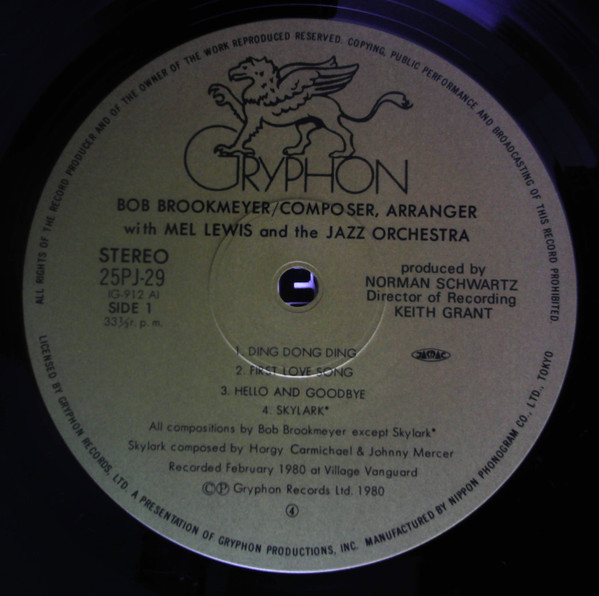 ALL RIGHTS OF THE RECORD PRODUCER AND OF THE OWNER OF THE WORK REPRODUCED RESERVED. COPYING, PUBLIC PERFORMANCE AND BROADCASTING OF THIS RECORD PROHIBITED.
GRYPHON
BOB BROOKMEYER/COMPOSER, ARRANGER
with MEL LEWIS and the JAZZ ORCHESTRA
STEREO
25PJ-29
IG-912 A)
SIDE 1
33⅓r.p.m.
produced by
NORMAN SCHWARTZ
Director of Recording
KEITH GRANT
1. DING DONG DING
2. FIRST LOVE SONG
3. HELLO AND GOODBYE
4. SKYLARK*
All compositions by Bob Brookmeyer except Skylark*
Skylark composed by Horgy Carmichael & Johnny Mercer
Recorded February 1980 at Village Vanguard
©℗ Gryphon Records Ltd. 1980
④
LICENSED BY GRYPHON RECORDS, LTD. A PRESENTATION OF GRYPHON PRODUCTIONS, INC. MANUFACTURED BY NIPPON PHONOGRAM CO., LTD., TOKYO